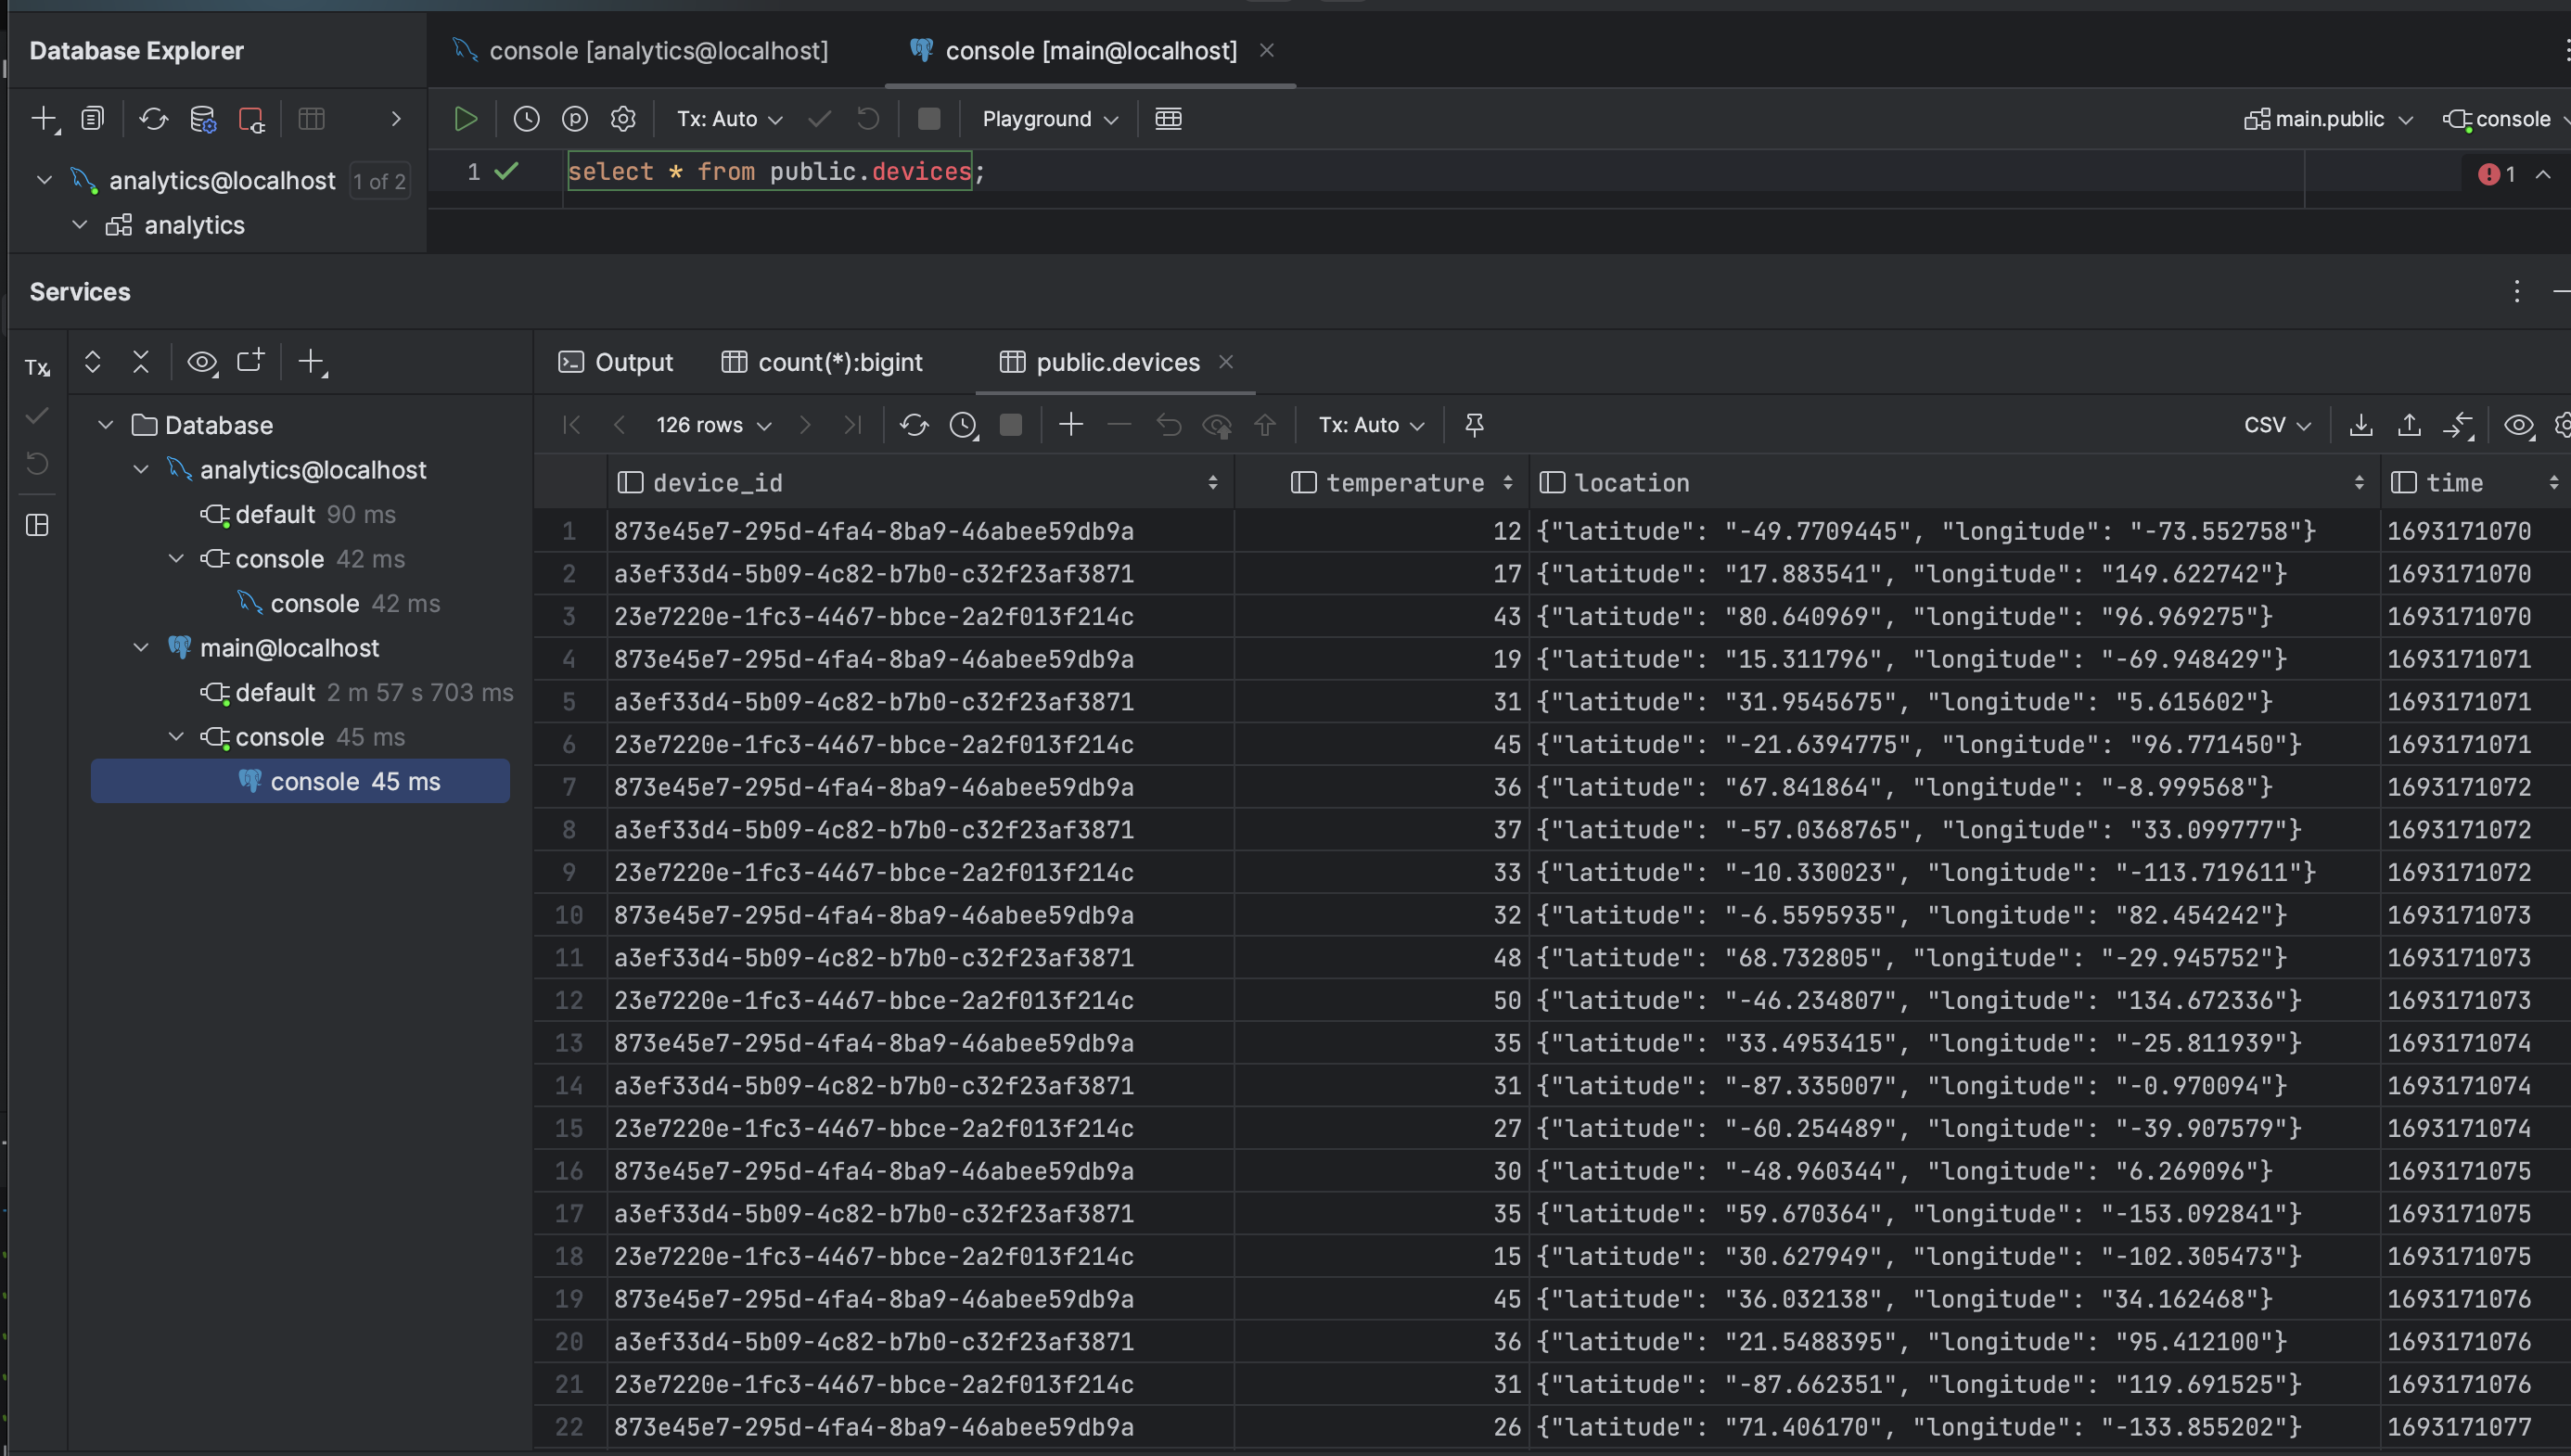 Database Explorer
console [analytics@localhost]
console [main@localhost]
Tx: Auto
Playground
main.public
console
analytics@localhost 1 of 2
analytics
1 select * from public.devices;
1
Services
Tx
Output
count(*):bigint
public.devices
126 rows
Tx: Auto
CSV
Database
analytics@localhost
default 90 ms
console 42 ms
console 42 ms
main@localhost
default 2 m 57 s 703 ms
console 45 ms
console 45 ms
device_id temperature location time
1 873e45e7-295d-4fa4-8ba9-46abee59db9a 12 {"latitude": "-49.7709445", "longitude": "-73.552758"} 1693171070
2 a3ef33d4-5b09-4c82-b7b0-c32f23af3871 17 {"latitude": "17.883541", "longitude": "149.622742"} 1693171070
3 23e7220e-1fc3-4467-bbce-2a2f013f214c 43 {"latitude": "80.640969", "longitude": "96.969275"} 1693171070
4 873e45e7-295d-4fa4-8ba9-46abee59db9a 19 {"latitude": "15.311796", "longitude": "-69.948429"} 1693171071
5 a3ef33d4-5b09-4c82-b7b0-c32f23af3871 31 {"latitude": "31.9545675", "longitude": "5.615602"} 1693171071
6 23e7220e-1fc3-4467-bbce-2a2f013f214c 45 {"latitude": "-21.6394775", "longitude": "96.771450"} 1693171071
7 873e45e7-295d-4fa4-8ba9-46abee59db9a 36 {"latitude": "67.841864", "longitude": "-8.999568"} 1693171072
8 a3ef33d4-5b09-4c82-b7b0-c32f23af3871 37 {"latitude": "-57.0368765", "longitude": "33.099777"} 1693171072
9 23e7220e-1fc3-4467-bbce-2a2f013f214c 33 {"latitude": "-10.330023", "longitude": "-113.719611"} 1693171072
10 873e45e7-295d-4fa4-8ba9-46abee59db9a 32 {"latitude": "-6.5595935", "longitude": "82.454242"} 1693171073
11 a3ef33d4-5b09-4c82-b7b0-c32f23af3871 48 {"latitude": "68.732805", "longitude": "-29.945752"} 1693171073
12 23e7220e-1fc3-4467-bbce-2a2f013f214c 50 {"latitude": "-46.234807", "longitude": "134.672336"} 1693171073
13 873e45e7-295d-4fa4-8ba9-46abee59db9a 35 {"latitude": "33.4953415", "longitude": "-25.811939"} 1693171074
14 a3ef33d4-5b09-4c82-b7b0-c32f23af3871 31 {"latitude": "-87.335007", "longitude": "-0.970094"} 1693171074
15 23e7220e-1fc3-4467-bbce-2a2f013f214c 27 {"latitude": "-60.254489", "longitude": "-39.907579"} 1693171074
16 873e45e7-295d-4fa4-8ba9-46abee59db9a 30 {"latitude": "-48.960344", "longitude": "6.269096"} 1693171075
17 a3ef33d4-5b09-4c82-b7b0-c32f23af3871 35 {"latitude": "59.670364", "longitude": "-153.092841"} 1693171075
18 23e7220e-1fc3-4467-bbce-2a2f013f214c 15 {"latitude": "30.627949", "longitude": "-102.305473"} 1693171075
19 873e45e7-295d-4fa4-8ba9-46abee59db9a 45 {"latitude": "36.032138", "longitude": "34.162468"} 1693171076
20 a3ef33d4-5b09-4c82-b7b0-c32f23af3871 36 {"latitude": "21.5488395", "longitude": "95.412100"} 1693171076
21 23e7220e-1fc3-4467-bbce-2a2f013f214c 31 {"latitude": "-87.662351", "longitude": "119.691525"} 1693171076
22 873e45e7-295d-4fa4-8ba9-46abee59db9a 26 {"latitude": "71.406170", "longitude": "-133.855202"} 1693171077